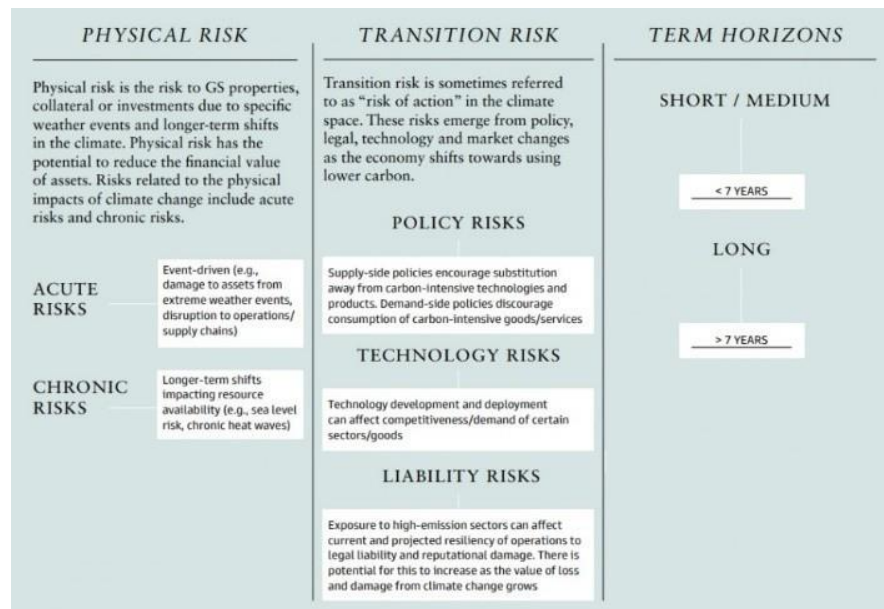 PHYSICAL RISK
Physical risk is the risk to GS properties,
collateral or investments due to specific
weather events and longer-term shifts
in the climate. Physical risk has the
potential to reduce the financial value
of assets. Risks related to the physical
impacts of climate change include acute
risks and chronic risks.
ACUTE
RISKS
Event-driven (e.g.,
damage to assets from
extreme weather events,
disruption to operations/
supply chains)
CHRONIC
RISKS
Longer-term shifts
impacting resource
availability (e.g., sea level
risk, chronic heat waves)
TRANSITION RISK
Transition risk is sometimes referred
to as “risk of action” in the climate
space. These risks emerge from policy,
legal, technology and market changes
as the economy shifts towards using
lower carbon.
POLICY RISKS
Supply-side policies encourage substitution
away from carbon-intensive technologies and
products. Demand-side policies discourage
consumption of carbon-intensive goods/services
TECHNOLOGY RISKS
Technology development and deployment
can affect competitiveness/demand of certain
sectors/goods
LIABILITY RISKS
Exposure to high-emission sectors can affect
current and projected resiliency of operations to
legal liability and reputational damage. There is
potential for this to increase as the value of loss
and damage from climate change grows
TERM HORIZONS
SHORT / MEDIUM
< 7 YEARS
LONG
> 7 YEARS